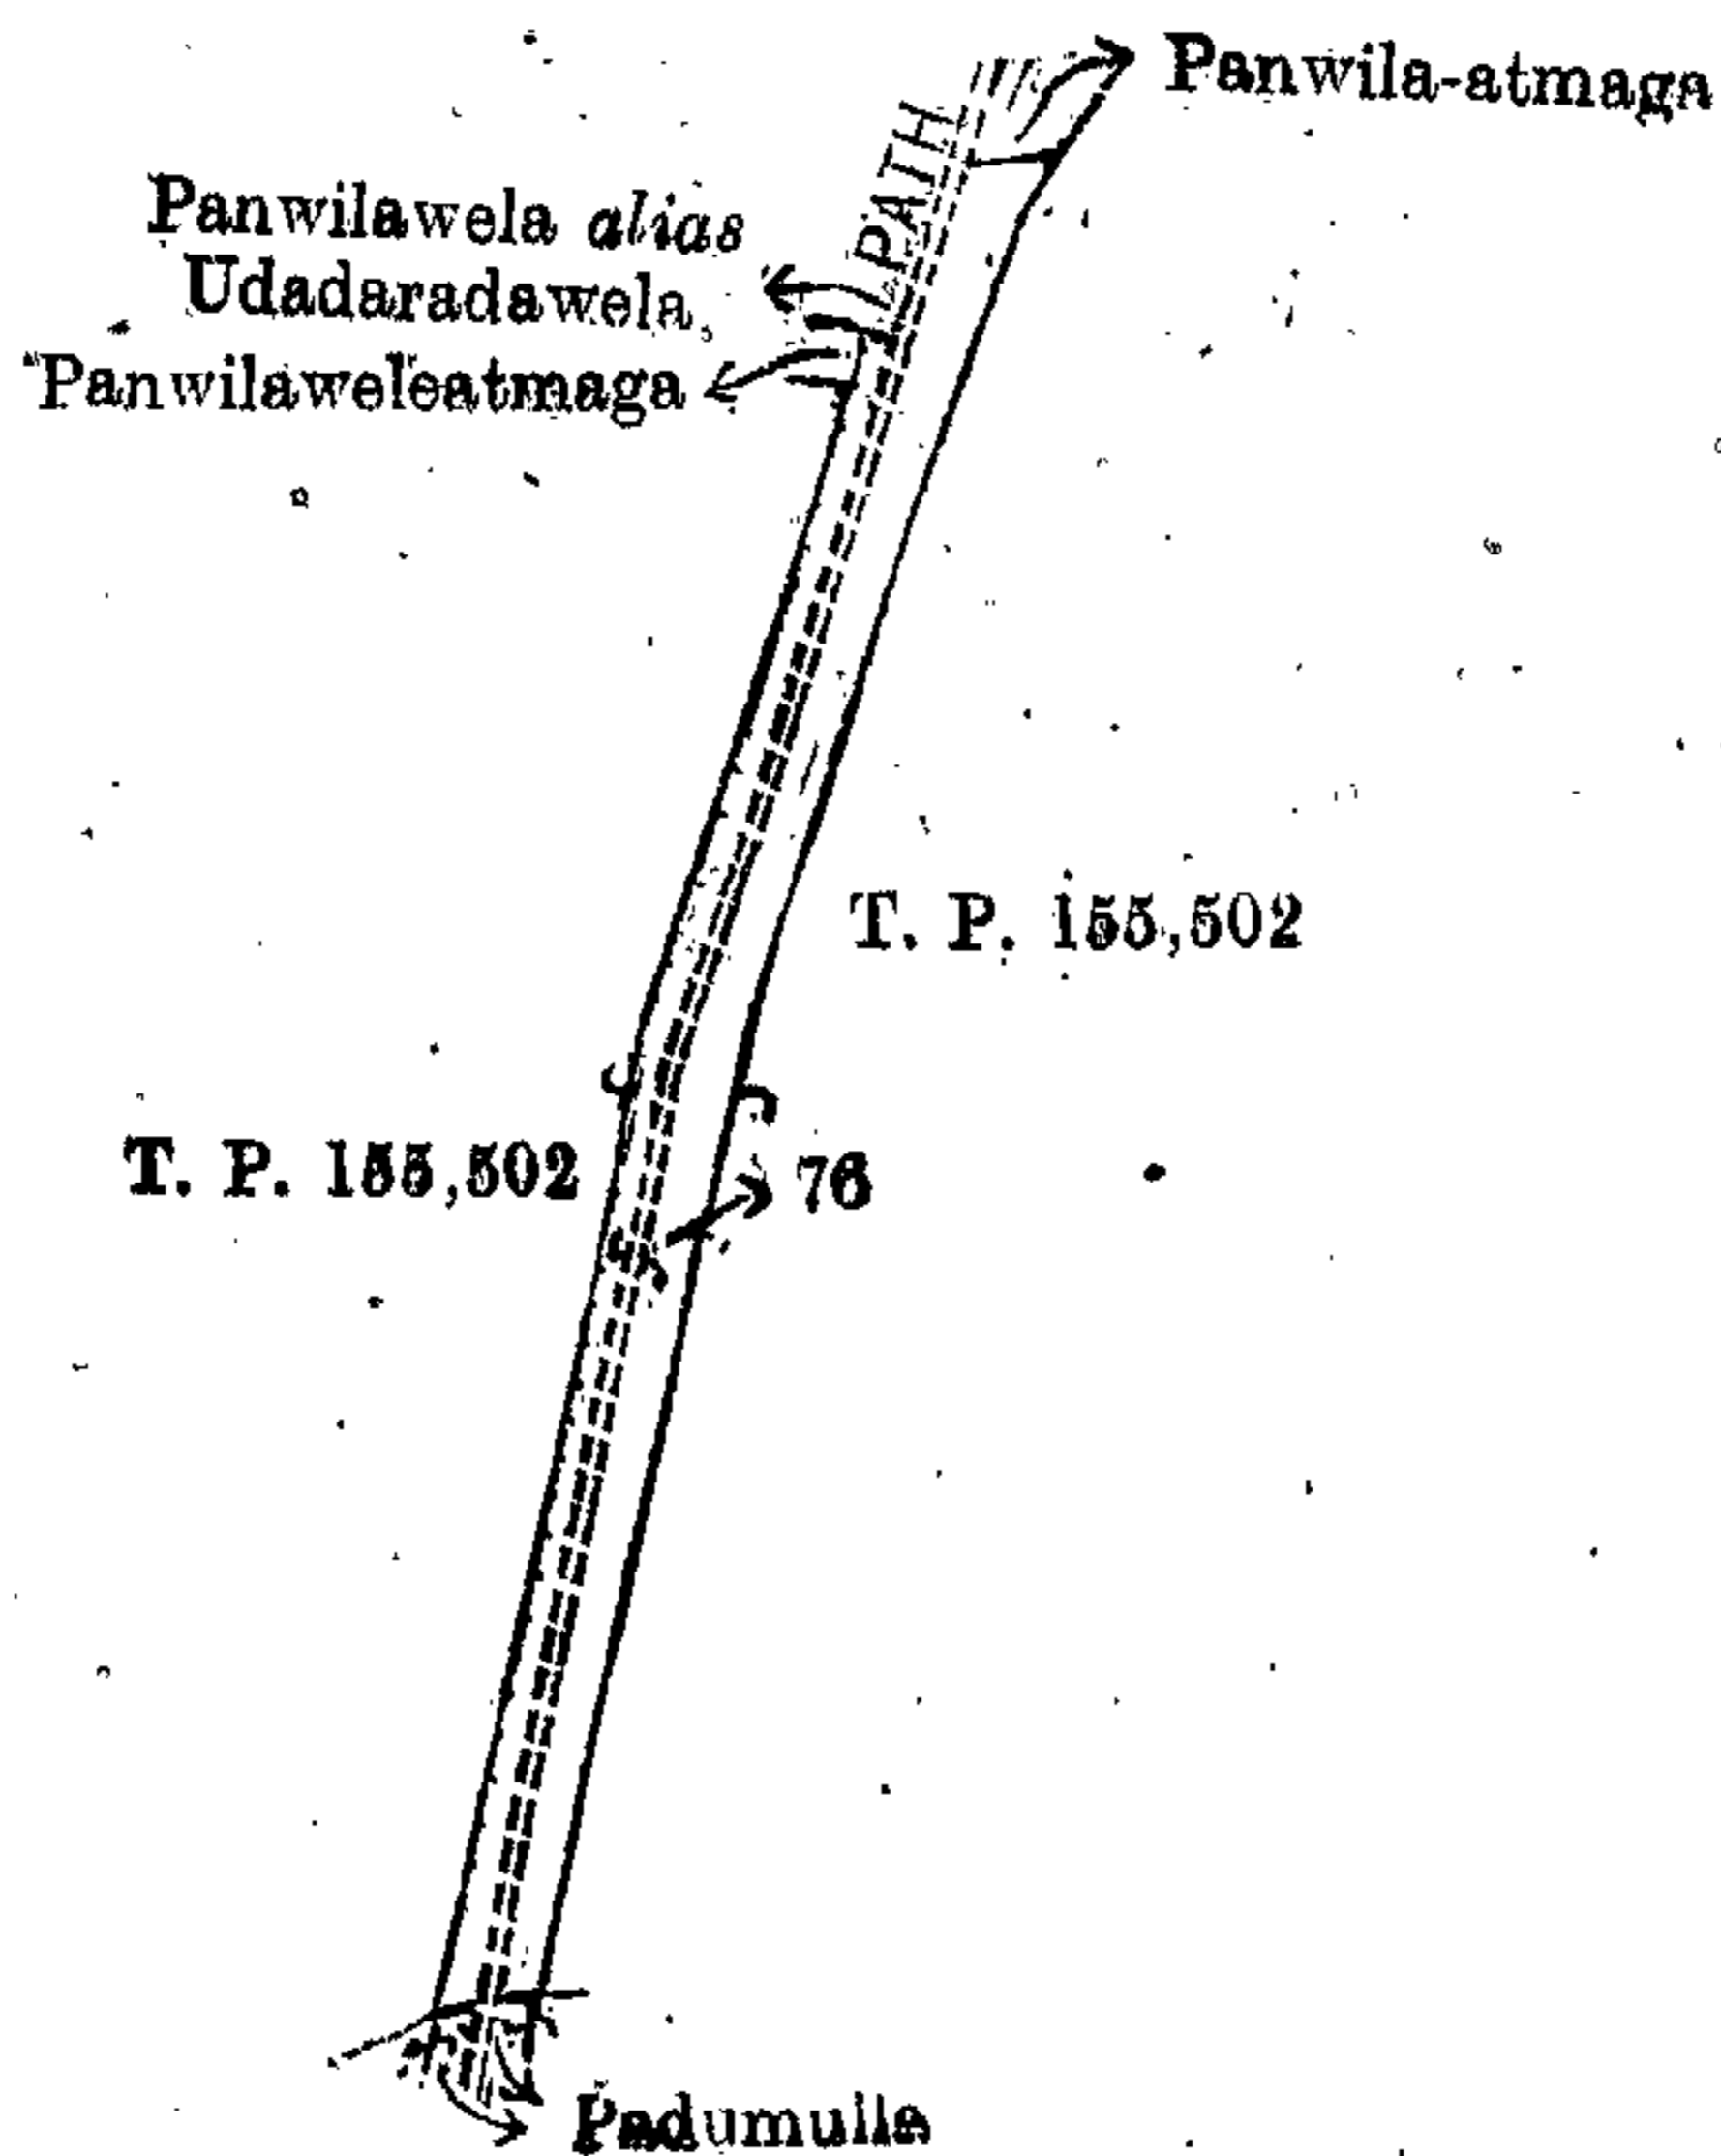 Panwila-atmaga
PATH
Panwilawela alias
Udadaradawela,
Panwilaweleatmaga
T. P. 155,502
T. P. 155,502
76
Padumulla